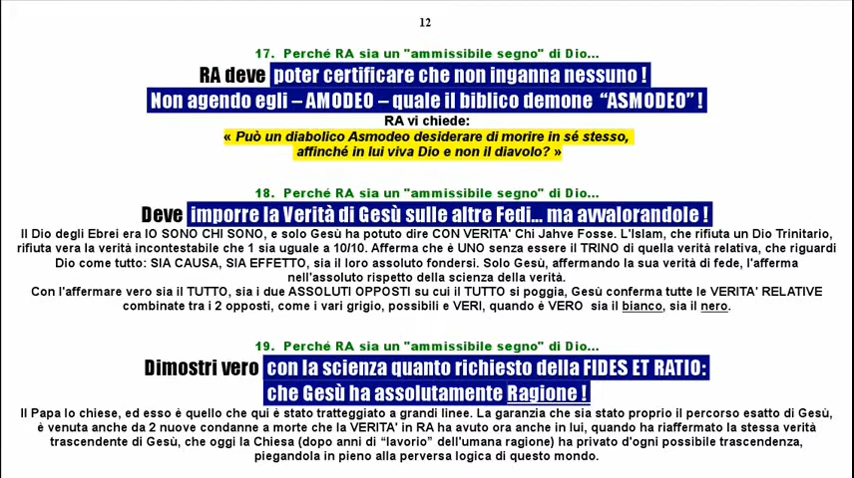 12
17. Perché RA sia un "ammissibile segno" di Dio...
RA deve poter certificare che non inganna nessuno !
Non agendo egli – AMODEO – quale il biblico demone “ASMODEO” !
RA vi chiede:
« Può un diabolico Asmodeo desiderare di morire in sé stesso,
affinché in lui viva Dio e non il diavolo? »
18. Perché RA sia un "ammissibile segno" di Dio...
Deve imporre la Verità di Gesù sulle altre Fedi... ma avvalorandole !
Il Dio degli Ebrei era IO SONO CHI SONO, e solo Gesù ha potuto dire CON VERITA' Chi Jahve Fosse. L'Islam, che rifiuta un Dio Trinitario,
rifiuta vera la verità incontestabile che 1 sia uguale a 10/10. Afferma che è UNO senza essere il TRINO di quella verità relativa, che riguardi
Dio come tutto: SIA CAUSA, SIA EFFETTO, sia il loro assoluto fondersi. Solo Gesù, affermando la sua verità di fede, l'afferma
nell'assoluto rispetto della scienza della verità.
Con l'affermare vero sia il TUTTO, sia i due ASSOLUTI OPPOSTI su cui il TUTTO si poggia, Gesù conferma tutte le VERITA' RELATIVE
combinate tra i 2 opposti, come i vari grigio, possibili e VERI, quando è VERO sia il bianco, sia il nero.
19. Perché RA sia un "ammissibile segno" di Dio...
Dimostri vero con la scienza quanto richiesto della FIDES ET RATIO:
che Gesù ha assolutamente Ragione !
Il Papa lo chiese, ed esso è quello che qui è stato tratteggiato a grandi linee. La garanzia che sia stato proprio il percorso esatto di Gesù,
è venuta anche da 2 nuove condanne a morte che la VERITA' in RA ha avuto ora anche in lui, quando ha riaffermato la stessa verità
trascendente di Gesù, che oggi la Chiesa (dopo anni di “lavorio” dell'umana ragione) ha privato d'ogni possibile trascendenza,
piegandola in pieno alla perversa logica di questo mondo.